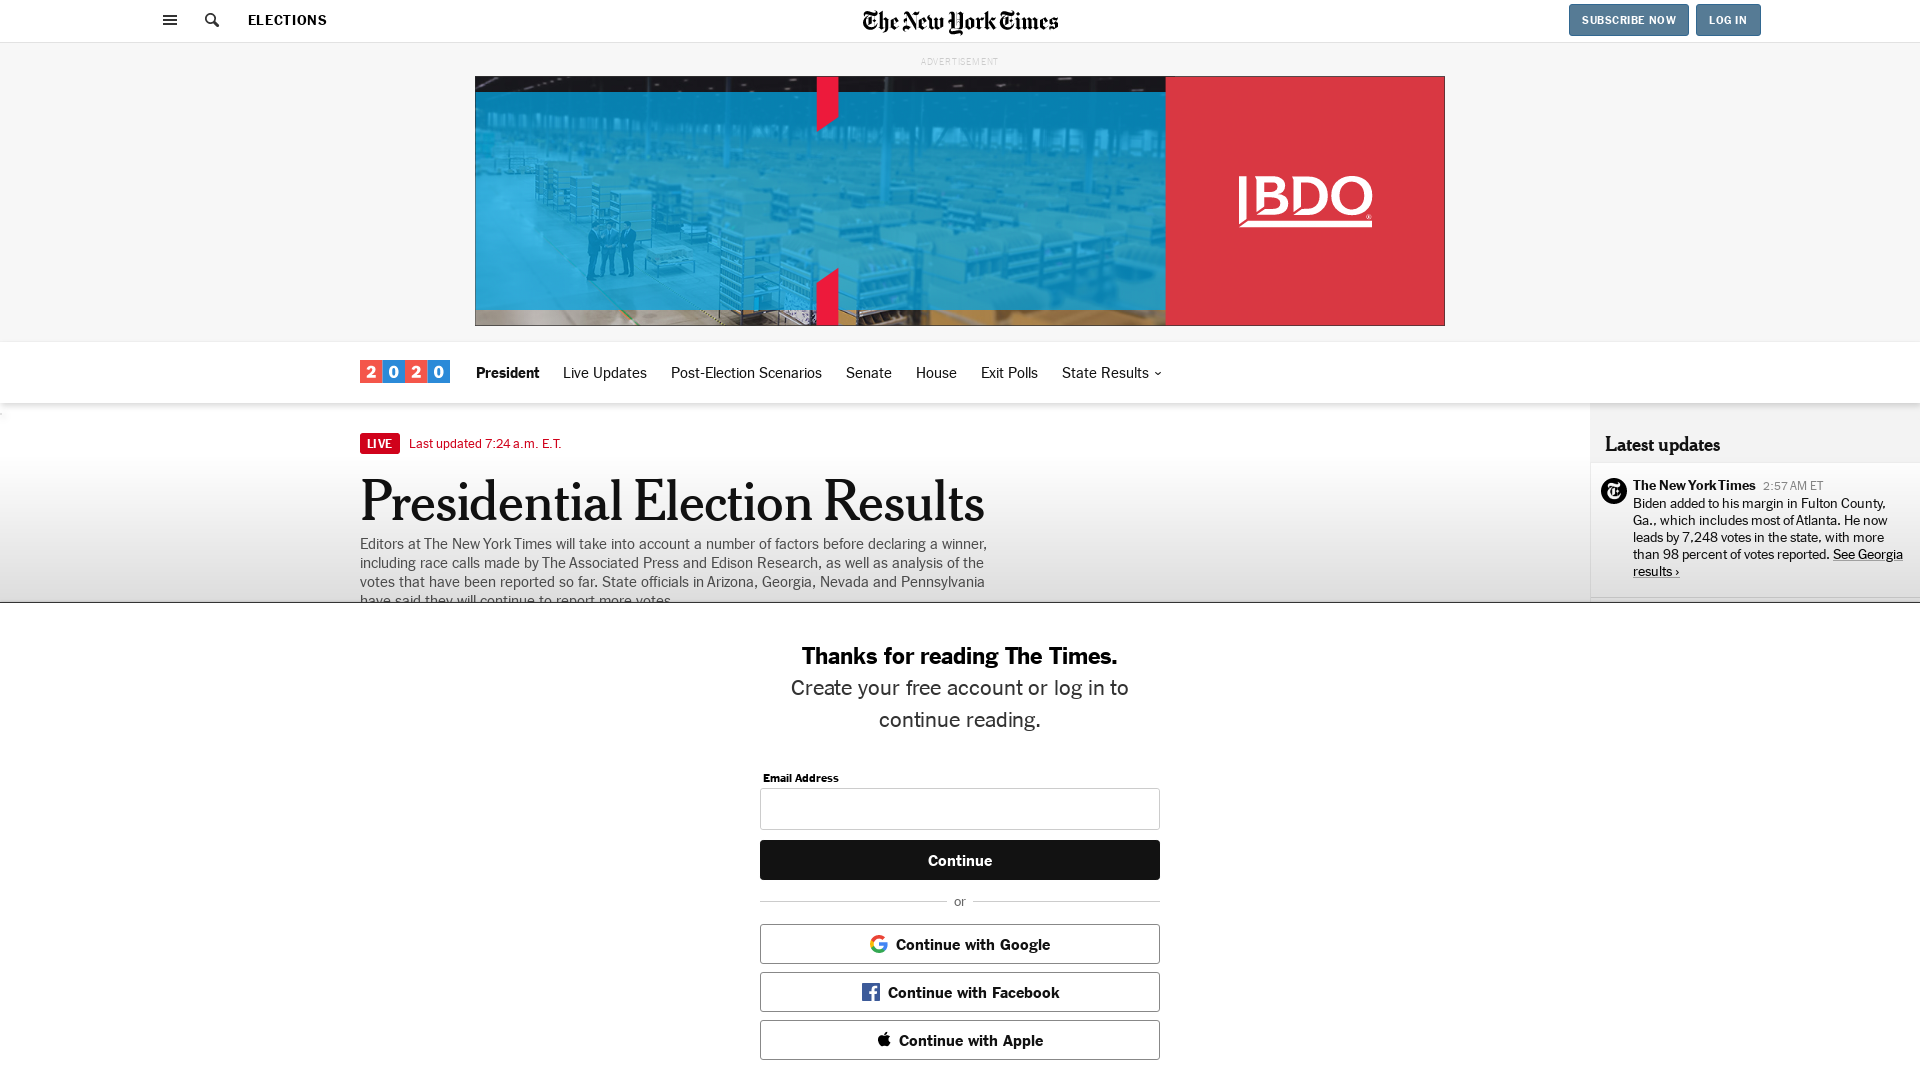 ELECTIONS
The New York Times
SUBSCRIBE NOW
LOG IN
ADVERTISEMENT
BDO
2020
President
Live Updates
Post-Election Scenarios
Senate
House
Exit Polls
State Results
LIVE
Last updated 7:24 a.m. E.T.
Presidential Election Results
Editors at The New York Times will take into account a number of factors before declaring a winner,
including race calls made by The Associated Press and Edison Research, as well as analysis of the
votes that have been reported so far. State officials in Arizona, Georgia, Nevada and Pennsylvania
have said they will continue to report more votes.
Latest updates
The New York Times 2:57 AM ET
Biden added to his margin in Fulton County,
Ga., which includes most of Atlanta. He now
leads by 7,248 votes in the state, with more
than 98 percent of votes reported. See Georgia
results ›
Thanks for reading The Times.
Create your free account or log in to
continue reading.
Email Address
Continue
or
Continue with Google
Continue with Facebook
Continue with Apple